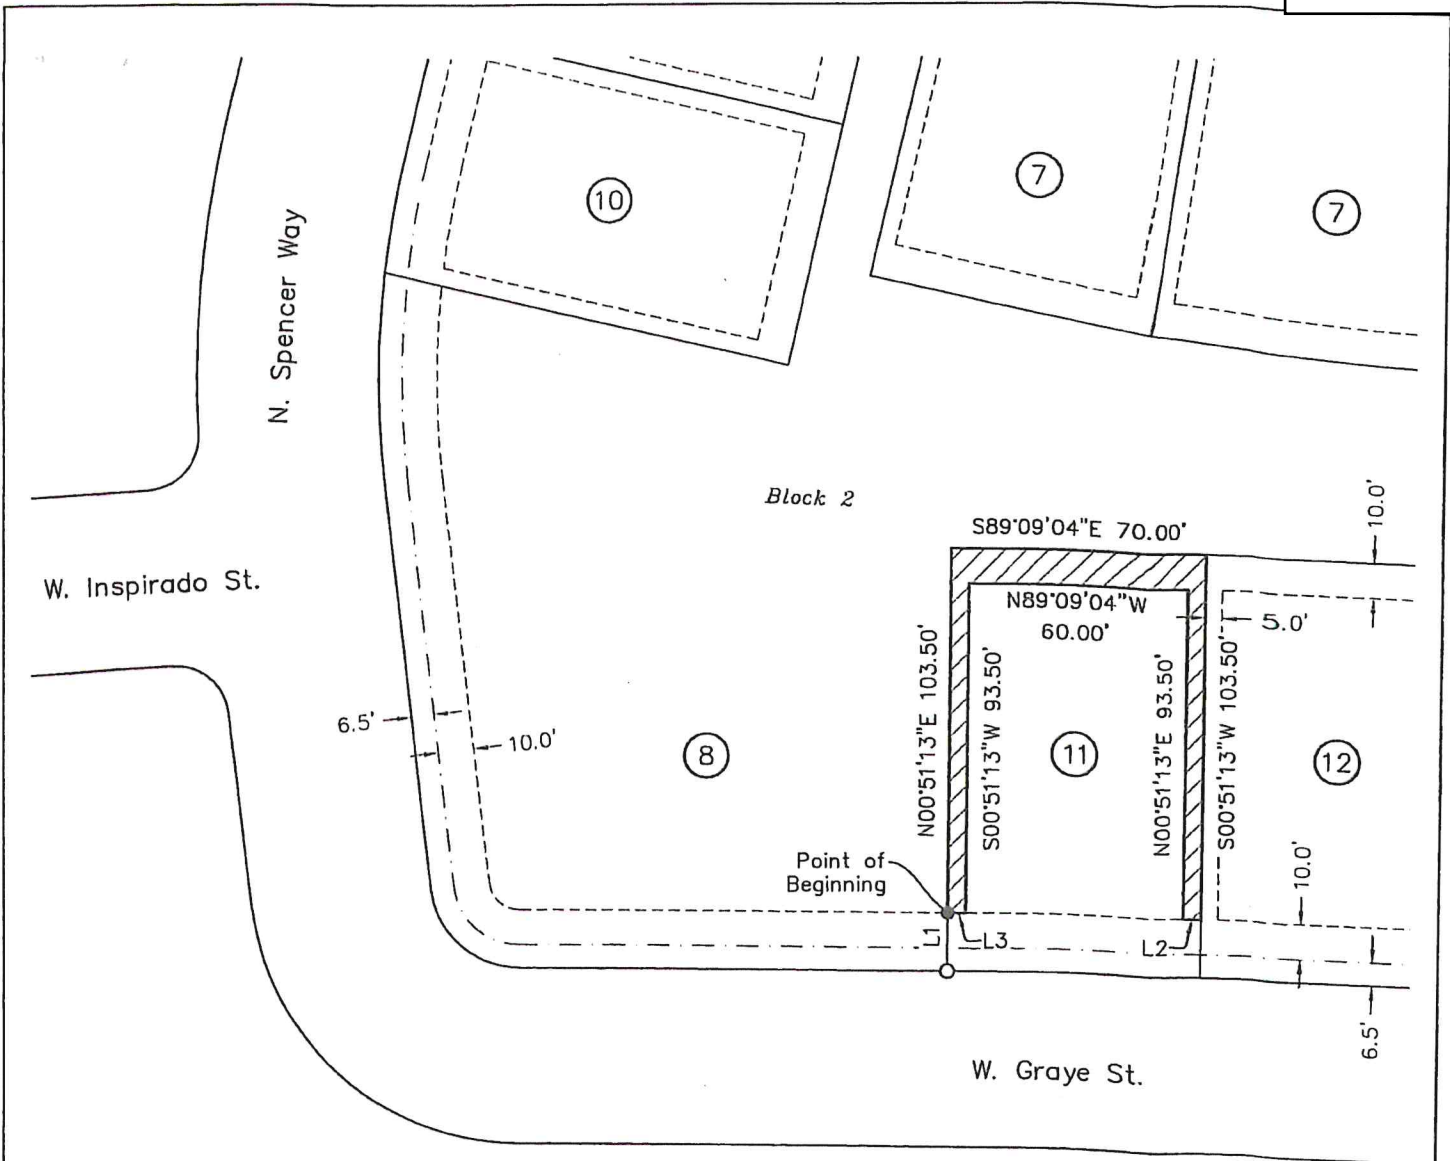 10
7
7
N. Spencer Way
Block 2
10.0'
S89°09'04"E 70.00'
W. Inspirado St.
N89°09'04"W
60.00'
5.0'
N00°51'13"E 103.50'
S00°51'13"W 93.50'
N00°51'13"E 93.50'
S00°51'13"W 103.50'
6.5'
10.0'
8
11
12
Point of
Beginning
10.0'
L1
L3
L2
6.5'
W. Graye St.